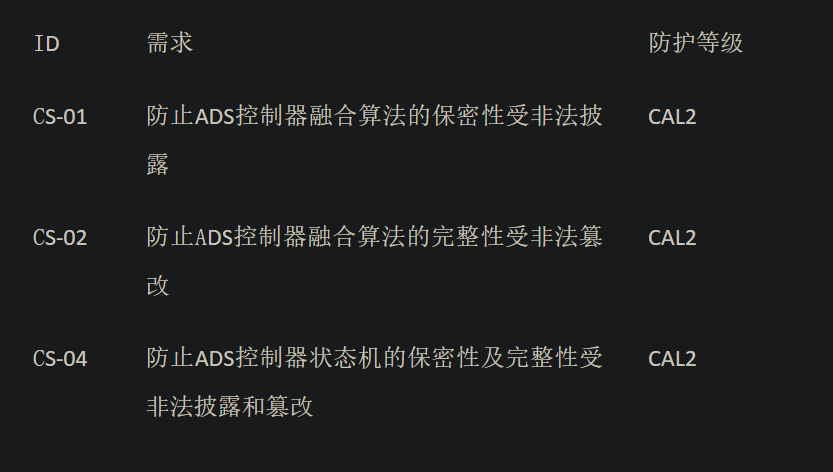 ID 需求 防护等级
CS-01 防止ADS控制器融合算法的保密性受非法披 CAL2
露
CS-02 防止ADS控制器融合算法的完整性受非法篡 CAL2
改
CS-04 防止ADS控制器状态机的保密性及完整性受 CAL2
非法披露和篡改